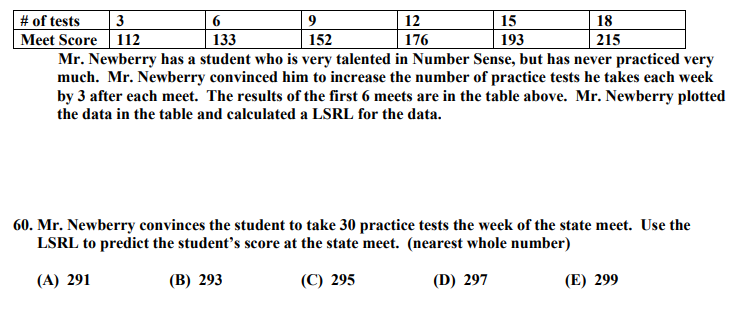 # of tests 3 6 9 12 15 18
Meet Score 112 133 152 176 193 215
Mr. Newberry has a student who is very talented in Number Sense, but has never practiced very
much. Mr. Newberry convinced him to increase the number of practice tests he takes each week
by 3 after each meet. The results of the first 6 meets are in the table above. Mr. Newberry plotted
the data in the table and calculated a LSRL for the data.
60. Mr. Newberry convinces the student to take 30 practice tests the week of the state meet. Use the
LSRL to predict the student's score at the state meet. (nearest whole number)
(A) 291 (B) 293 (C) 295 (D) 297 (E) 299